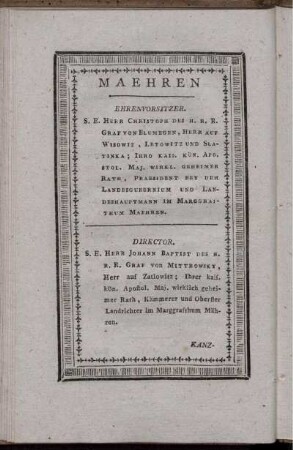 MAEHREN
EHRENVORSITZER.
S. E. HERR CHRISTOPH DES H. R. R.
GRAF VON BLUMEGEN, HERR AUF
WISOWIZ, LETOWITZ UND SLA-
TINKA; IHRO KAIS. KÖN. APO-
STOL. MAJ. WIRKL. GEHEIMER
RATH, PRAESIDENT BEY DEM
LANDESGUBERNIUM UND LAN-
DESHAUPTMANN IM MARGGRAF-
THUM MAEHREN.
DIRECTOR.
S. E. HERR JOHANN BAPTIST DES H.
R. R. GRAF VON MITTROWSKY,
Herr auf Zatlowitz; Ihrer kaiſ.
kön. Apoſtol. Maj. wirklich gehei-
mer Rath, Kämmerer und Oberſter
Landrichter im Marggrafthum Mäh-
ren.
KANZ-